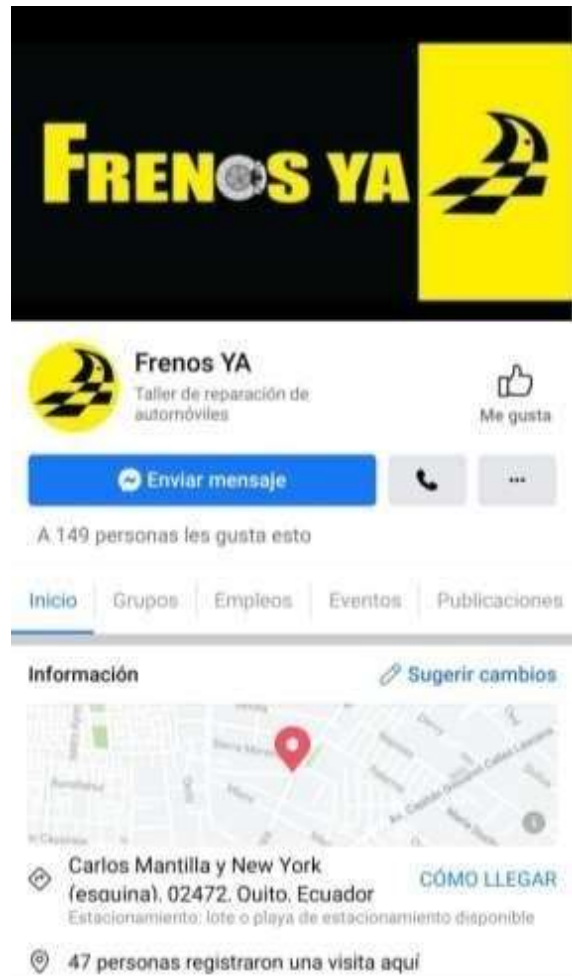 FRENOS YA
Frenos YA
Taller de reparación de
automóviles
Me gusta
Enviar mensaje
...
A 149 personas les gusta esto
Inicio
Grupos
Empleos
Eventos
Publicaciones
Información
Sugerir cambios
Carlos Mantilla y New York
(esquina), 02472, Quito, Ecuador
CÓMO LLEGAR
Estacionamiento: lote o playa de estacionamiento disponible
47 personas registraron una visita aquí